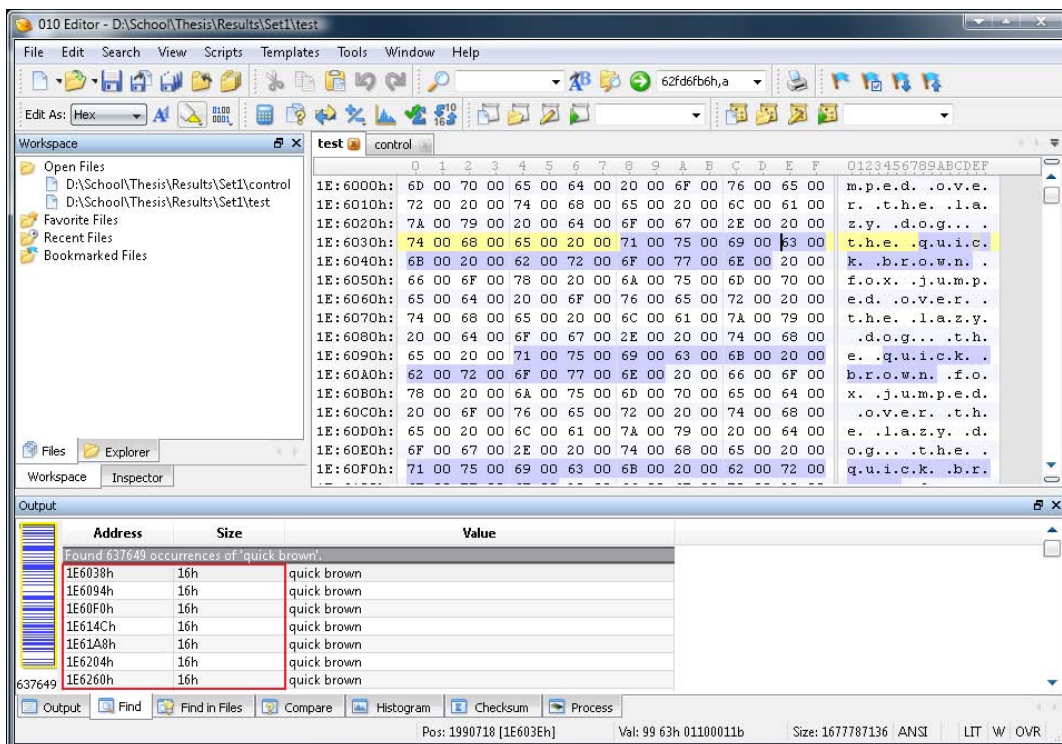 010 Editor - D:\School\Thesis\Results\Set1\test
File Edit Search View Scripts Templates Tools Window Help
62fd6fb6h,a
Edit As: Hex
Workspace
test control
0 1 2 3 4 5 6 7 8 9 A B C D E F 0123456789ABCDEF
Open Files
D:\School\Thesis\Results\Set1\control
D:\School\Thesis\Results\Set1\test
Favorite Files
Recent Files
Bookmarked Files
1E:6000h: 6D 00 70 00 65 00 64 00 20 00 6F 00 76 00 65 00 m.p.e.d. .o.v.e.
1E:6010h: 72 00 20 00 74 00 68 00 65 00 20 00 6C 00 61 00 r. .t.h.e. .l.a.
1E:6020h: 7A 00 79 00 20 00 64 00 6F 00 67 00 2E 00 20 00 z.y. .d.o.g... .
1E:6030h: 74 00 68 00 65 00 20 00 71 00 75 00 69 00 63 00 t.h.e. .q.u.i.c.
1E:6040h: 6B 00 20 00 62 00 72 00 6F 00 77 00 6E 00 20 00 k. .b.r.o.w.n. .
1E:6050h: 66 00 6F 00 78 00 20 00 6A 00 75 00 6D 00 70 00 f.o.x. .j.u.m.p.
1E:6060h: 65 00 64 00 20 00 6F 00 76 00 65 00 72 00 20 00 e.d. .o.v.e.r. .
1E:6070h: 74 00 68 00 65 00 20 00 6C 00 61 00 7A 00 79 00 t.h.e. .l.a.z.y.
1E:6080h: 20 00 64 00 6F 00 67 00 2E 00 20 00 74 00 68 00 .d.o.g... .t.h.
1E:6090h: 65 00 20 00 71 00 75 00 69 00 63 00 6B 00 20 00 e. .q.u.i.c.k. .
1E:60A0h: 62 00 72 00 6F 00 77 00 6E 00 20 00 66 00 6F 00 b.r.o.w.n. .f.o.
1E:60B0h: 78 00 20 00 6A 00 75 00 6D 00 70 00 65 00 64 00 x. .j.u.m.p.e.d.
1E:60C0h: 20 00 6F 00 76 00 65 00 72 00 20 00 74 00 68 00 .o.v.e.r. .t.h.
1E:60D0h: 65 00 20 00 6C 00 61 00 7A 00 79 00 20 00 64 00 e. .l.a.z.y. .d.
1E:60E0h: 6F 00 67 00 2E 00 20 00 74 00 68 00 65 00 20 00 o.g... .t.h.e. .
1E:60F0h: 71 00 75 00 69 00 63 00 6B 00 20 00 62 00 72 00 q.u.i.c.k. .b.r.
Files Explorer
Workspace Inspector
Output
Address Size Value
Found 637649 occurrences of 'quick brown'.
1E6038h 16h quick brown
1E6094h 16h quick brown
1E60F0h 16h quick brown
1E614Ch 16h quick brown
1E61A8h 16h quick brown
1E6204h 16h quick brown
1E6260h 16h quick brown
637649
Output Find Find in Files Compare Histogram Checksum Process
Pos: 1990718 [1E603Eh] Val: 99 63h 01100011b Size: 1677787136 ANSI LIT W OVR